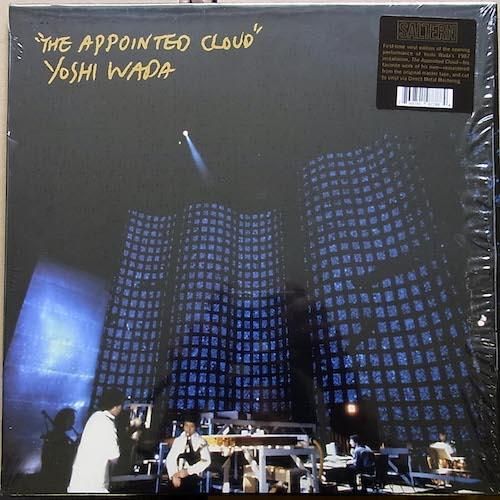 "THE APPOINTED CLOUD"
YOSHI WADA
SALTERN
First-time vinyl edition of the opening
performance of Yoshi Wada's 1987
installation, The Appointed Cloud—his
favorite work of his own—remastered
from the original master tape, and cut
to vinyl via Direct Metal Mastering.